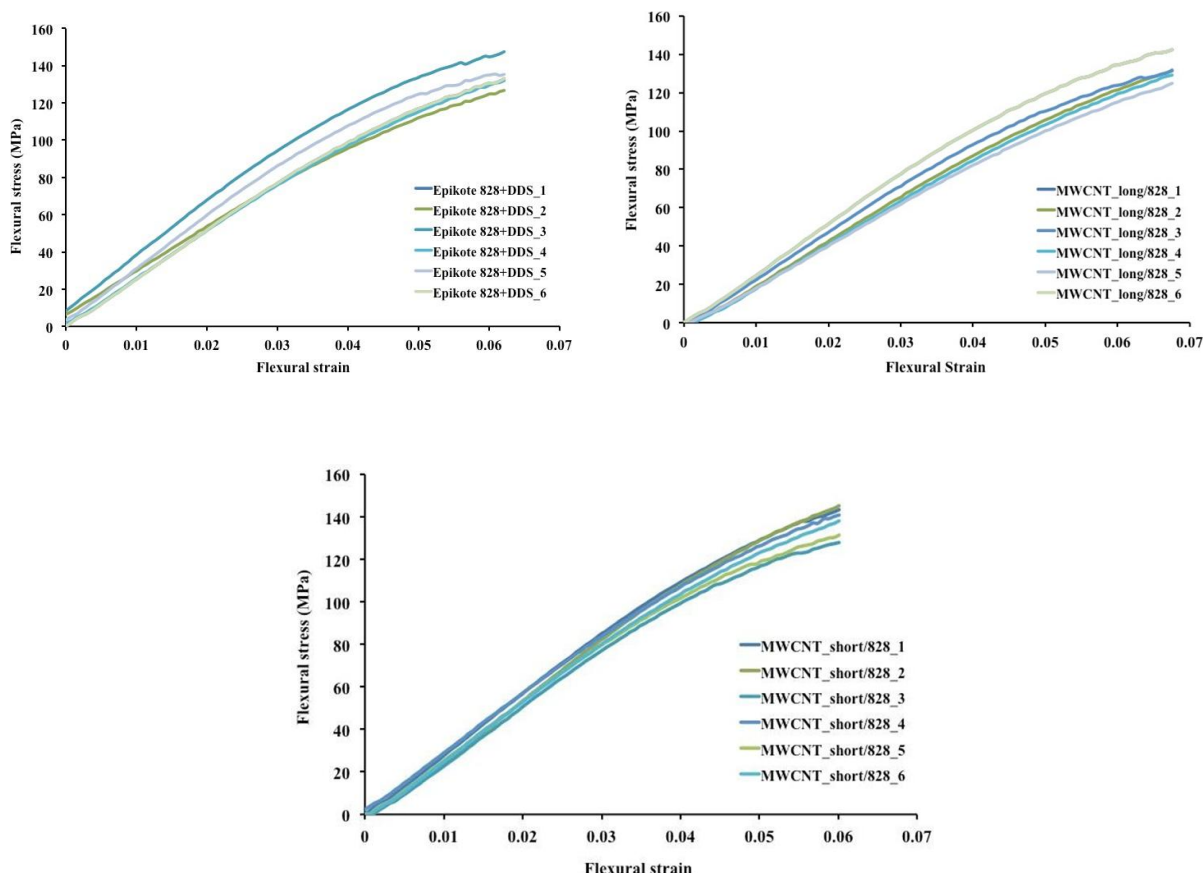 160
140
120
100
80
60
40
20
0
Flexural stress (MPa)
Epikote 828+DDS_1
Epikote 828+DDS_2
Epikote 828+DDS_3
Epikote 828+DDS_4
Epikote 828+DDS_5
Epikote 828+DDS_6
0 0.01 0.02 0.03 0.04 0.05 0.06 0.07
Flexural strain
160
140
120
100
80
60
40
20
0
Flexural stress (MPa)
MWCNT_long/828_1
MWCNT_long/828_2
MWCNT_long/828_3
MWCNT_long/828_4
MWCNT_long/828_5
MWCNT_long/828_6
0 0.01 0.02 0.03 0.04 0.05 0.06 0.07
Flexural Strain
160
140
120
100
80
60
40
20
0
Flexural stress (MPa)
MWCNT_short/828_1
MWCNT_short/828_2
MWCNT_short/828_3
MWCNT_short/828_4
MWCNT_short/828_5
MWCNT_short/828_6
0 0.01 0.02 0.03 0.04 0.05 0.06 0.07
Flexural strain